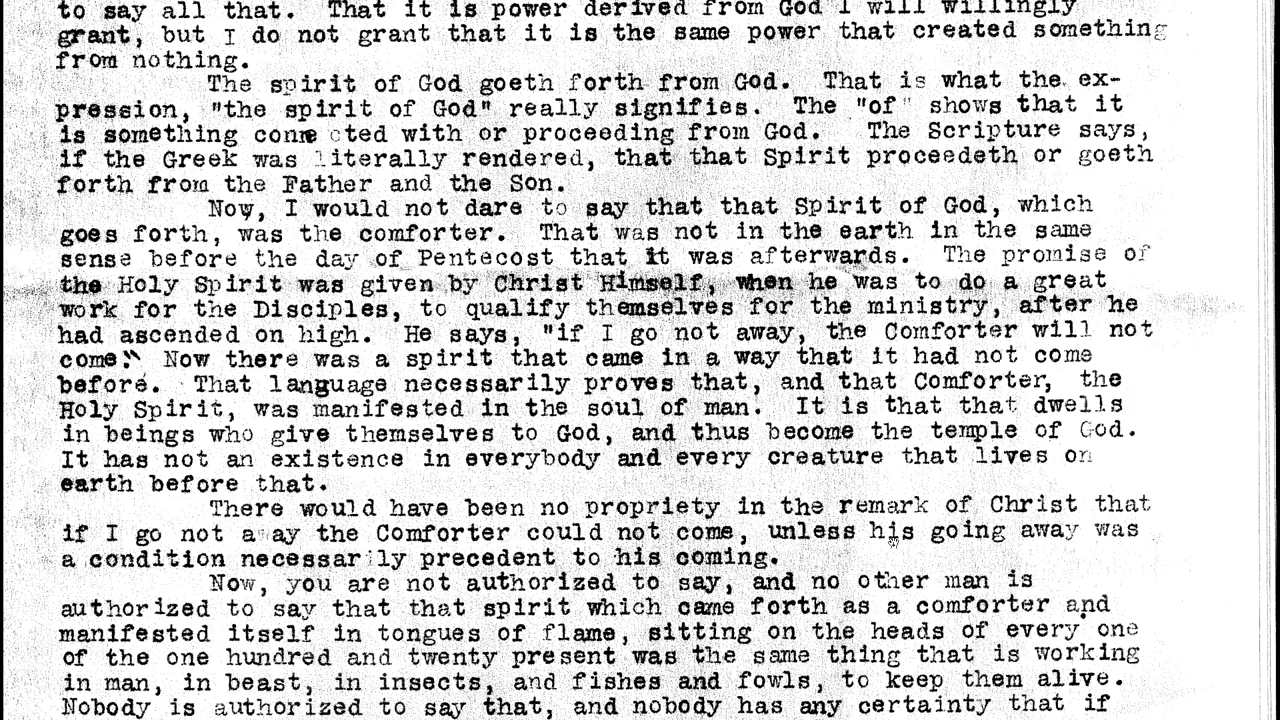 to say all that. That it is power derived from God I will willingly
grant, but I do not grant that it is the same power that created something
from nothing.
The spirit of God goeth forth from God. That is what the ex-
pression, "the spirit of God" really signifies. The "of" shows that it
is something conne cted with or proceeding from God. The Scripture says,
if the Greek was literally rendered, that that Spirit proceedeth or goeth
forth from the Father and the Son.
Now, I would not dare to say that that Spirit of God, which
goes forth, was the comforter. That was not in the earth in the same
sense before the day of Pentecost that it was afterwards. The promise of
the Holy Spirit was given by Christ Himself, when he was to do a great
work for the Disciples, to qualify themselves for the ministry, after he
had ascended on high. He says, "if I go not away, the Comforter will not
come." Now there was a spirit that came in a way that it had not come
before. That language necessarily proves that, and that Comforter, the
Holy Spirit, was manifested in the soul of man. It is that that dwells
in beings who give themselves to God, and thus become the temple of God.
It has not an existence in everybody and every creature that lives on
earth before that.
There would have been no propriety in the remark of Christ that
if I go not away the Comforter could not come, unless his going away was
a condition necessarily precedent to his coming.
Now, you are not authorized to say, and no other man is
authorized to say that that spirit which came forth as a comforter and
manifested itself in tongues of flame, sitting on the heads of every one
of the one hundred and twenty present was the same thing that is working
in man, in beast, in insects, and fishes and fowls, to keep them alive.
Nobody is authorized to say that, and nobody has any certainty that if